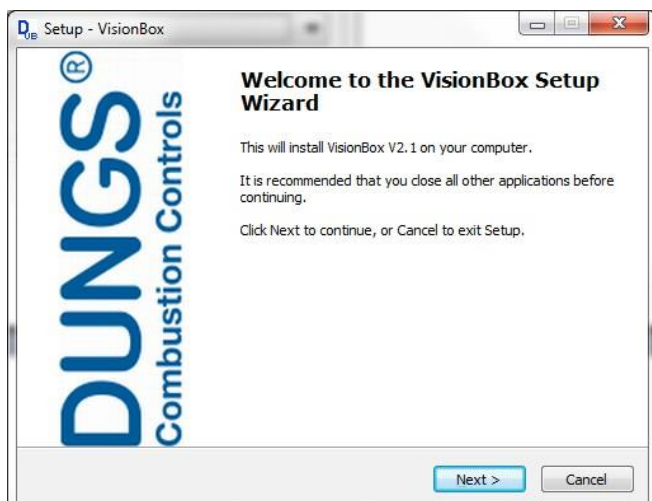 Setup - VisionBox
DUNGS®
Combustion Controls
Welcome to the VisionBox Setup
Wizard
This will install VisionBox V2.1 on your computer.
It is recommended that you close all other applications before
continuing.
Click Next to continue, or Cancel to exit Setup.
Next >
Cancel